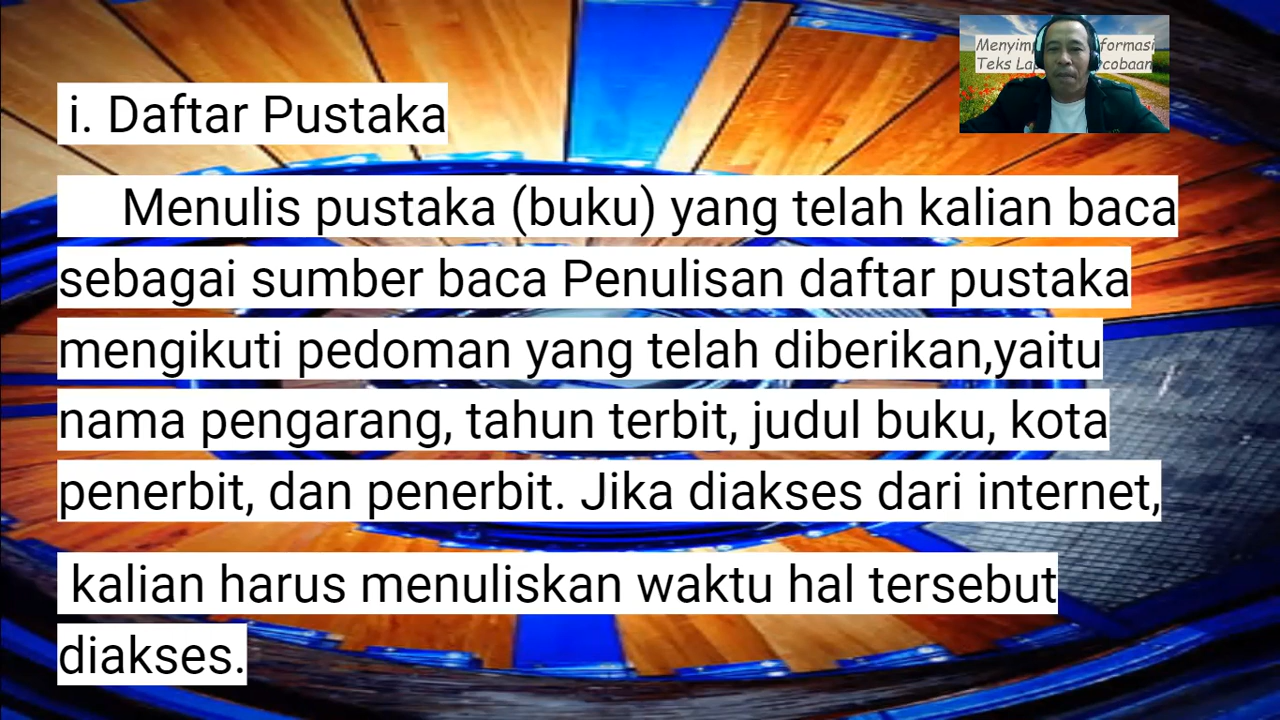 i. Daftar Pustaka
Menulis pustaka (buku) yang telah kalian baca
sebagai sumber baca Penulisan daftar pustaka
mengikuti pedoman yang telah diberikan,yaitu
nama pengarang, tahun terbit, judul buku, kota
penerbit, dan penerbit. Jika diakses dari internet,
kalian harus menuliskan waktu hal tersebut
diakses.
Teks